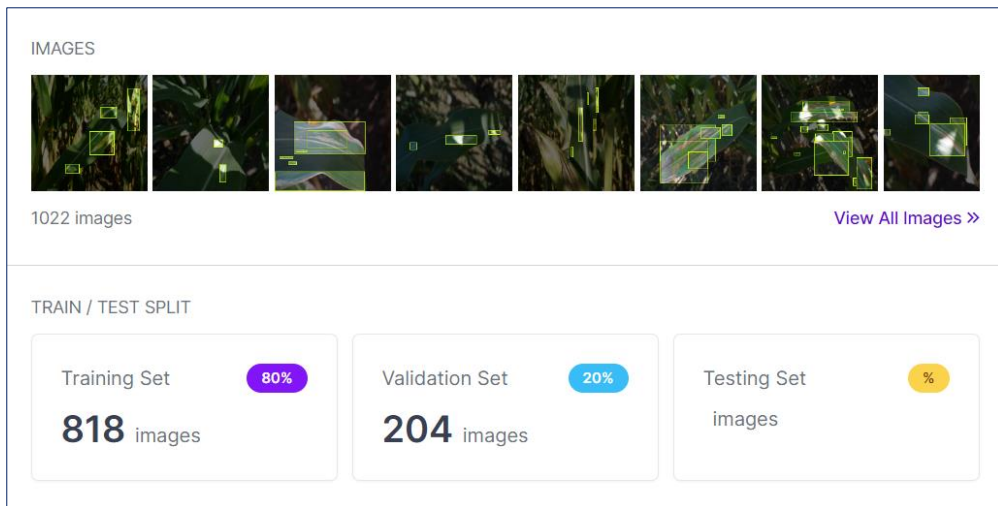 IMAGES
1022 images
View All Images »
TRAIN / TEST SPLIT
Training Set
80%
818 images
Validation Set
20%
204 images
Testing Set
%
images